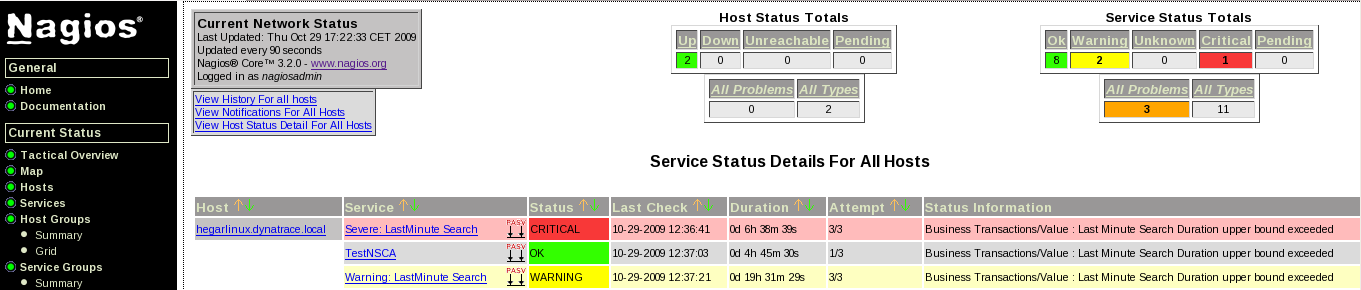 Nagios®
General
Home
Documentation
Current Status
Tactical Overview
Map
Hosts
Services
Host Groups
Summary
Grid
Service Groups
Summary
Current Network Status
Last Updated: Thu Oct 29 17:22:33 CET 2009
Updated every 90 seconds
Nagios® Core™ 3.2.0 - www.nagios.org
Logged in as nagiosadmin
View History For all hosts
View Notifications For All Hosts
View Host Status Detail For All Hosts
Host Status Totals
Up Down Unreachable Pending
2 0 0 0
All Problems All Types
0 2
Service Status Totals
Ok Warning Unknown Critical Pending
8 2 0 1 0
All Problems All Types
3 11
Service Status Details For All Hosts
Host Service Status Last Check Duration Attempt Status Information
hegarlinux.dynatrace.local Severe: LastMinute Search PASV CRITICAL 10-29-2009 12:36:41 0d 6h 38m 39s 3/3 Business Transactions/Value : Last Minute Search Duration upper bound exceeded
TestNSCA PASV OK 10-29-2009 12:37:03 0d 4h 45m 30s 1/3 Business Transactions/Value : Last Minute Search Duration upper bound exceeded
Warning: LastMinute Search PASV WARNING 10-29-2009 12:37:21 0d 19h 31m 29s 3/3 Business Transactions/Value : Last Minute Search Duration upper bound exceeded